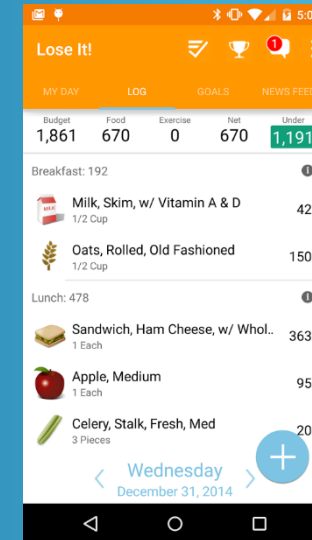 5:0
Lose It!
1
MY DAY LOG GOALS NEWS FEED
Budget Food Exercise Net Under
1,861 670 0 670 1,191
Breakfast: 192
MILK
Milk, Skim, w/ Vitamin A & D
42
1/2 Cup
Oats, Rolled, Old Fashioned
150
1/2 Cup
Lunch: 478
Sandwich, Ham Cheese, w/ Whol..
363
1 Each
Apple, Medium
95
1 Each
Celery, Stalk, Fresh, Med
20
3 Pieces
Wednesday
December 31, 2014